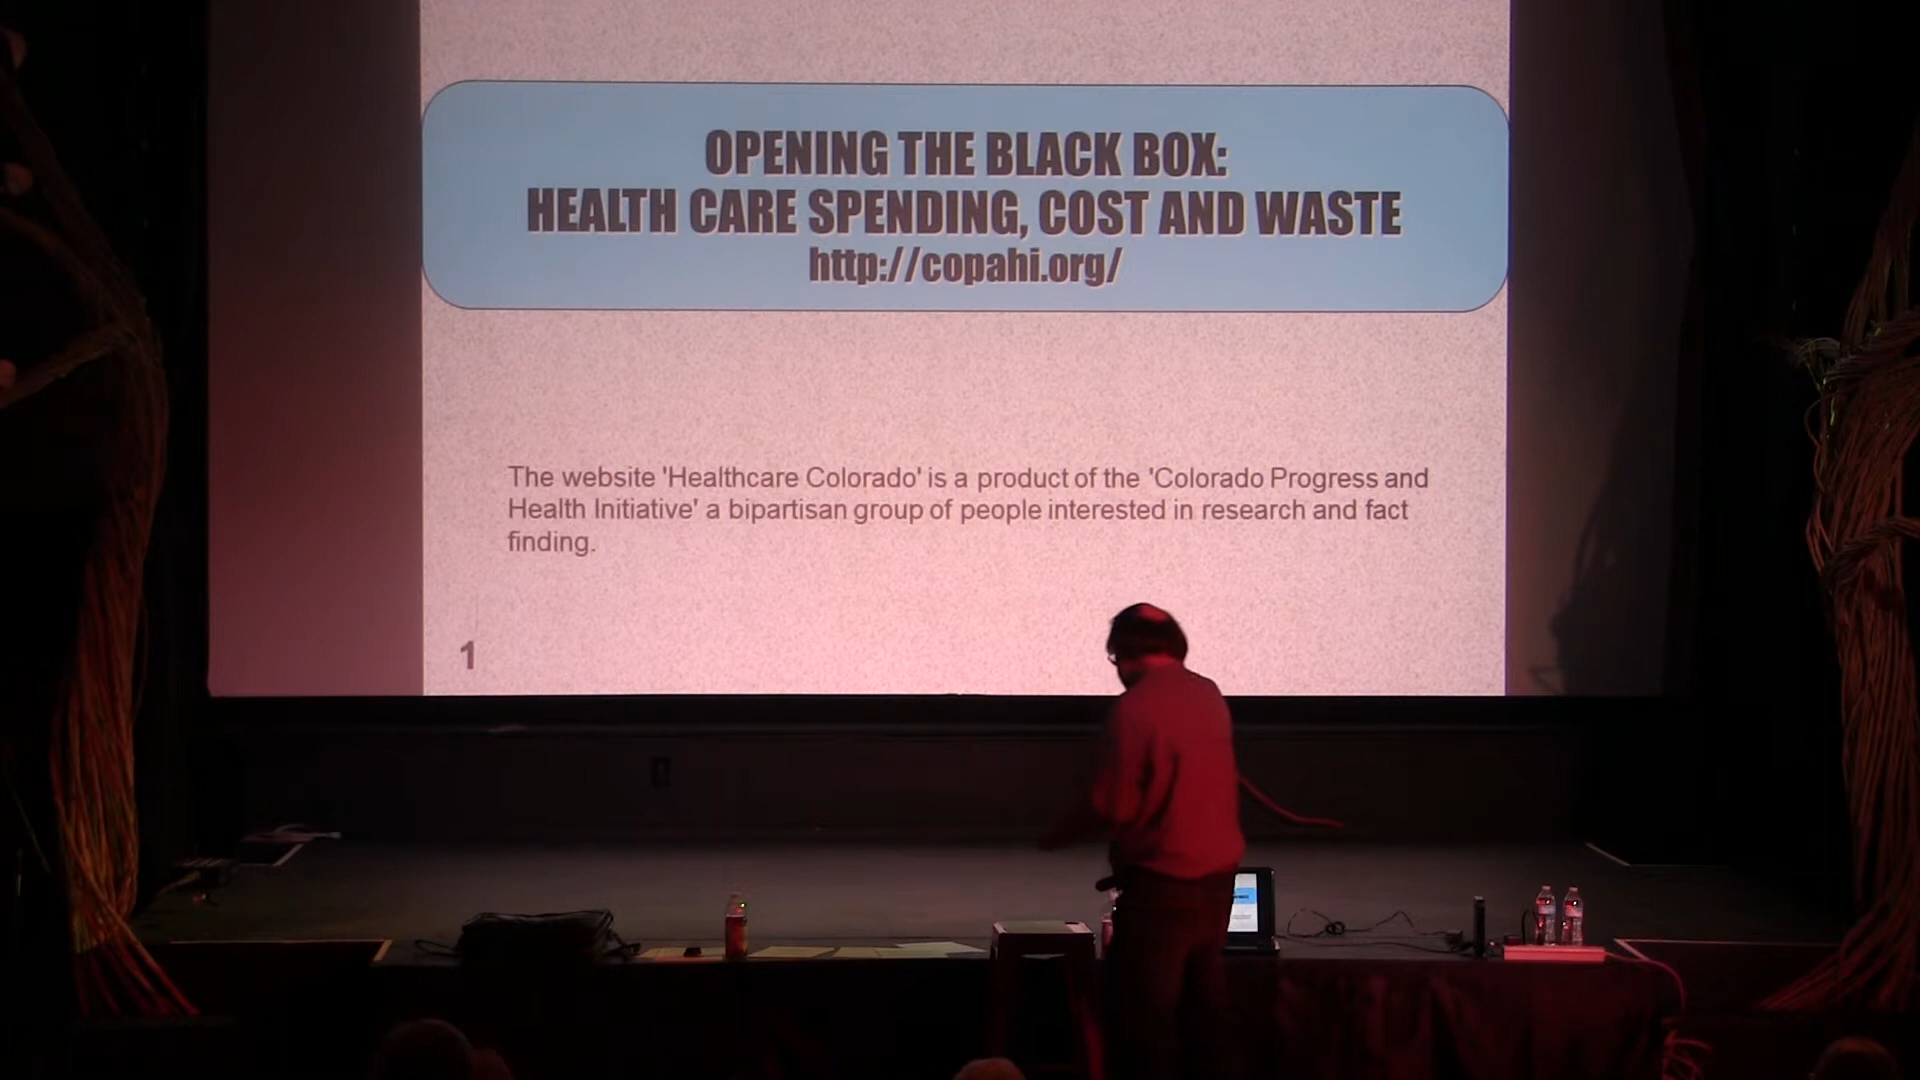 OPENING THE BLACK BOX:
HEALTH CARE SPENDING, COST AND WASTE
http://copahi.org/
The website 'Healthcare Colorado' is a product of the 'Colorado Progress and
Health Initiative' a bipartisan group of people interested in research and fact
finding.
1